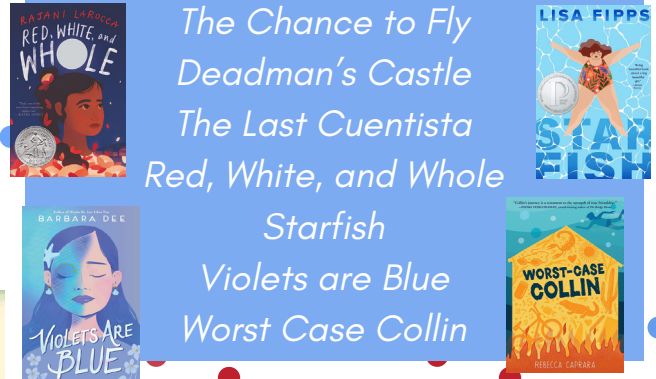 The Chance to Fly
Deadman's Castle
The Last Cuentista
Red, White, and Whole
Starfish
Violets are Blue
Worst Case Collin
RAJANI LAROCCA
RED, WHITE, and
WHOLE
LISA FIPPS
STAR
FISH
BARBARA DEE
VIOLETS ARE
BLUE
WORST-CASE
COLLIN
REBECCA CAPRARA